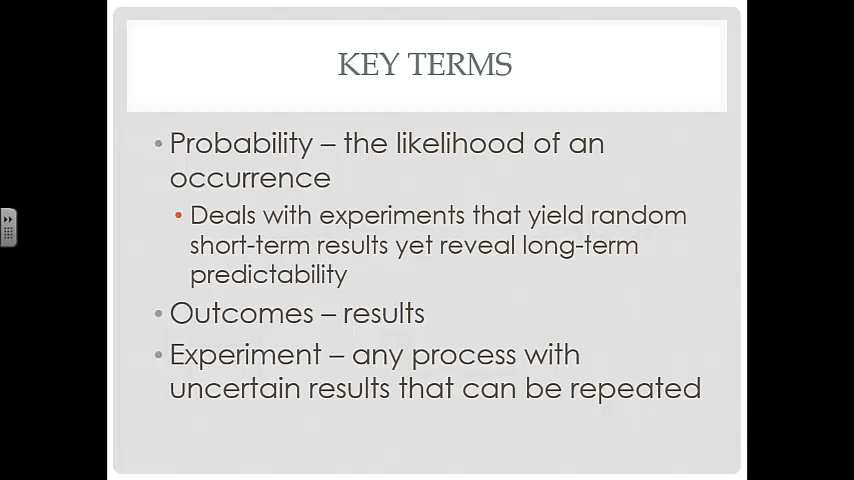 KEY TERMS
• Probability – the likelihood of an
occurrence
• Deals with experiments that yield random
short-term results yet reveal long-term
predictability
• Outcomes – results
• Experiment – any process with
uncertain results that can be repeated